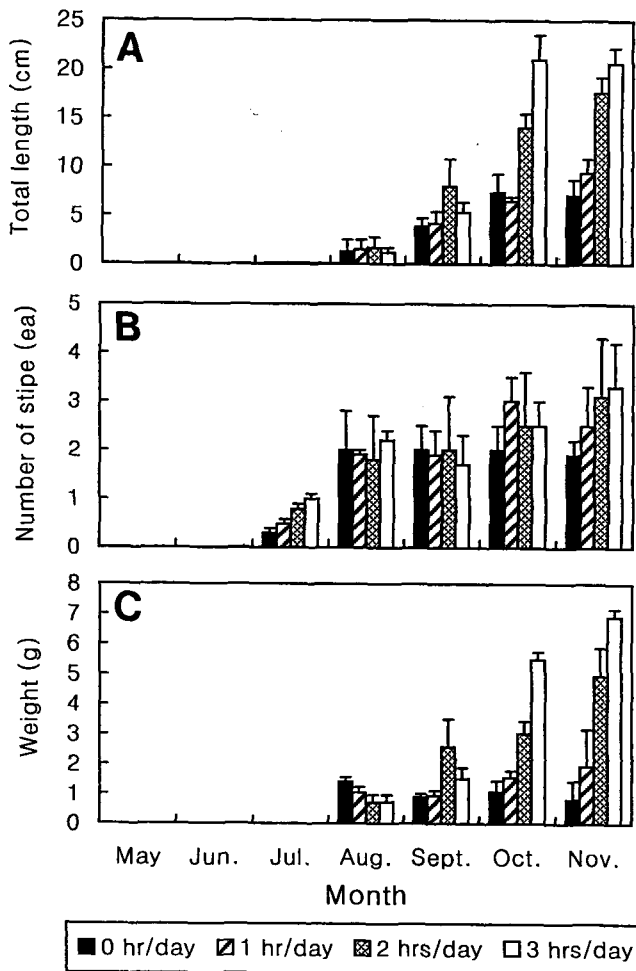 A
Total length (cm)
25
20
15
10
5
0
B
Number of stipe (ea)
5
4
3
2
1
0
C
Weight (g)
8
7
6
5
4
3
2
1
0
May Jun. Jul. Aug. Sept. Oct. Nov.
Month
0 hr/day 1 hr/day 2 hrs/day 3 hrs/day